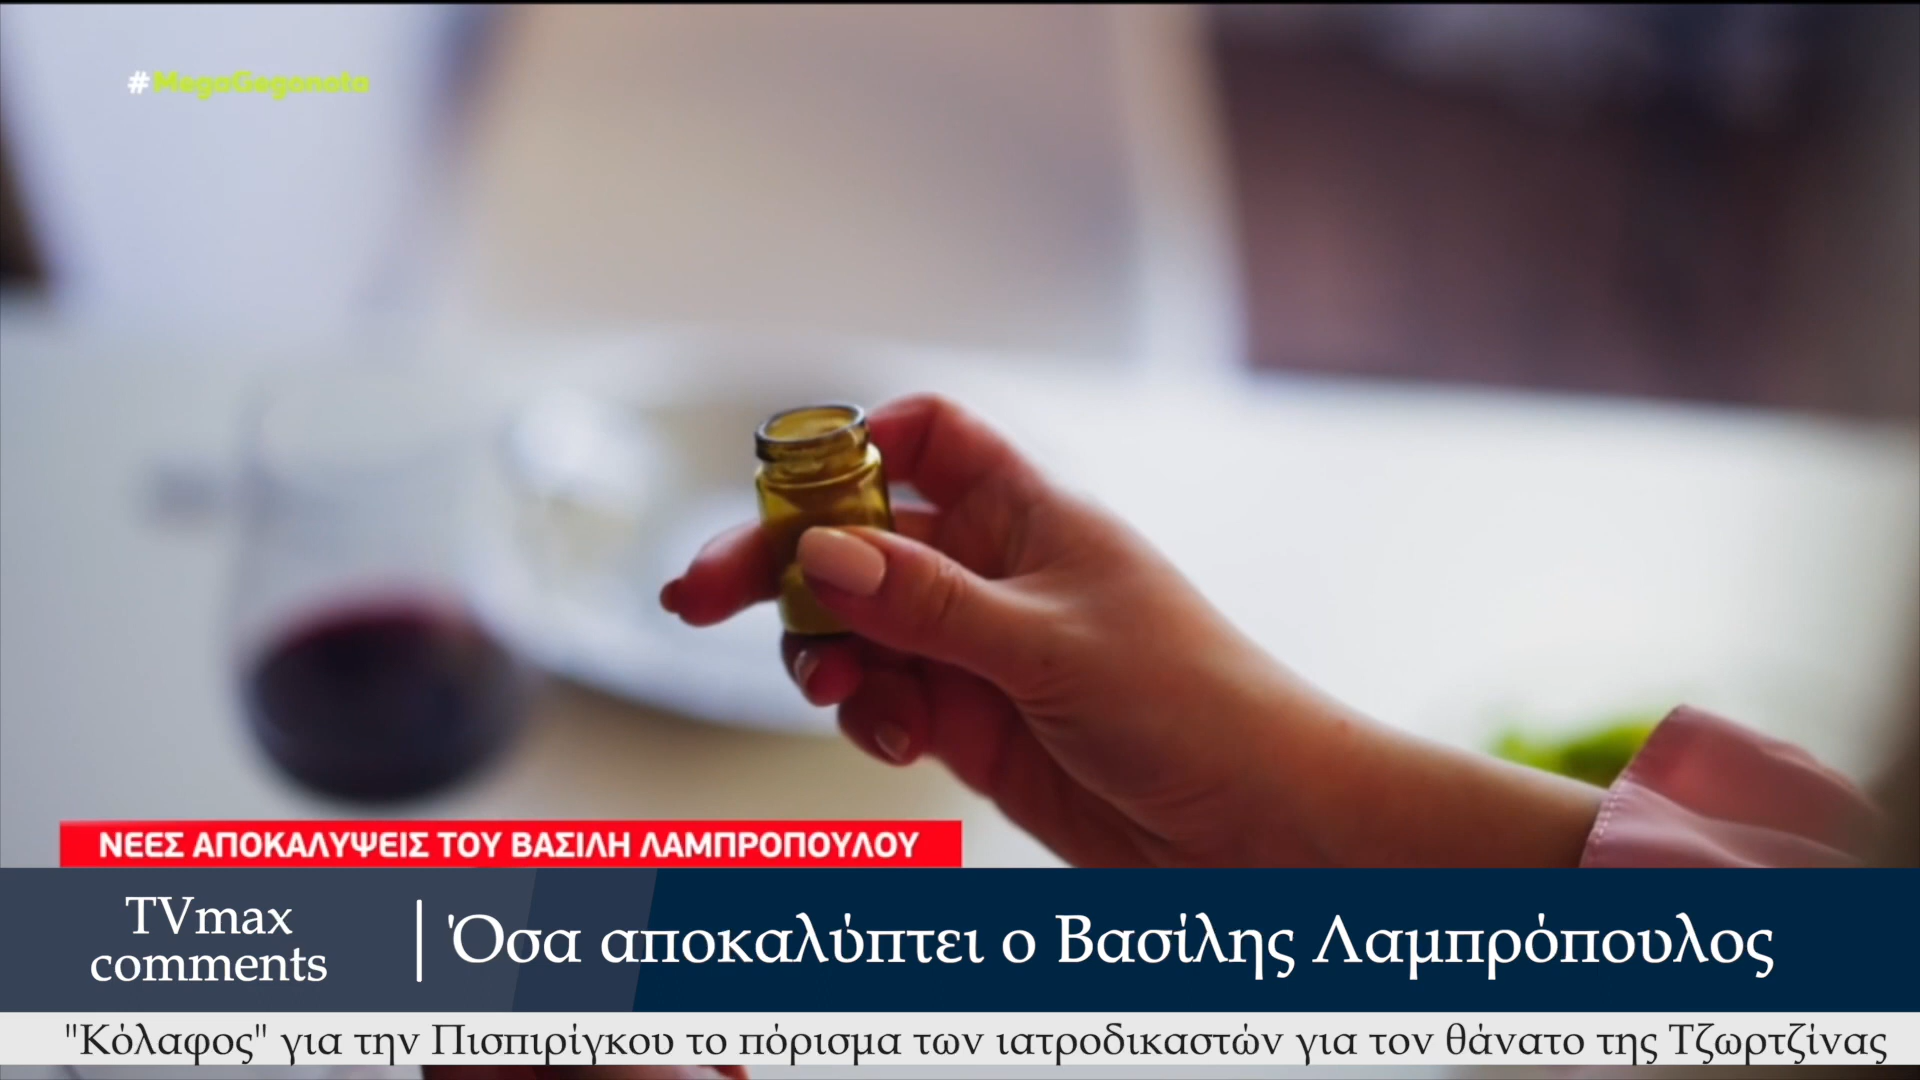 #MegaGegonota
ΝΕΕΣ ΑΠΟΚΑΛΥΨΕΙΣ ΤΟΥ ΒΑΣΙΛΗ ΛΑΜΠΡΟΠΟΥΛΟΥ
TVmax
comments
Όσα αποκαλύπτει ο Βασίλης Λαμπρόπουλος
"Κόλαφος" για την Πισπιρίγκου το πόρισμα των ιατροδικαστών για τον θάνατο της Τζωρτζίνας